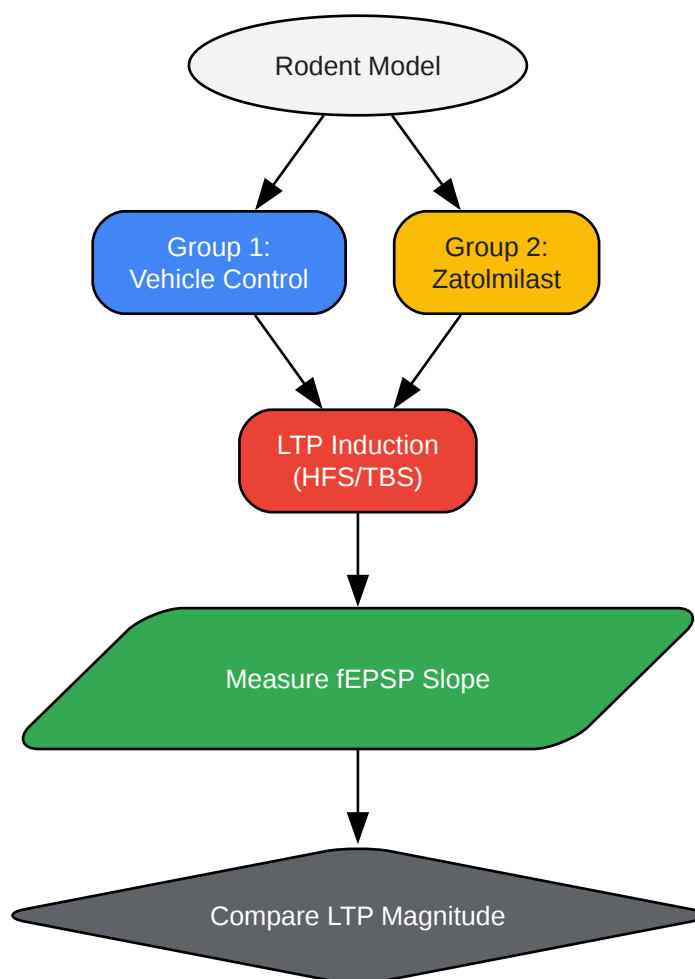 Rodent Model
Group 1:
Vehicle Control
Group 2:
Zatolmilast
LTP Induction
(HFS/TBS)
Measure fEPSP Slope
Compare LTP Magnitude